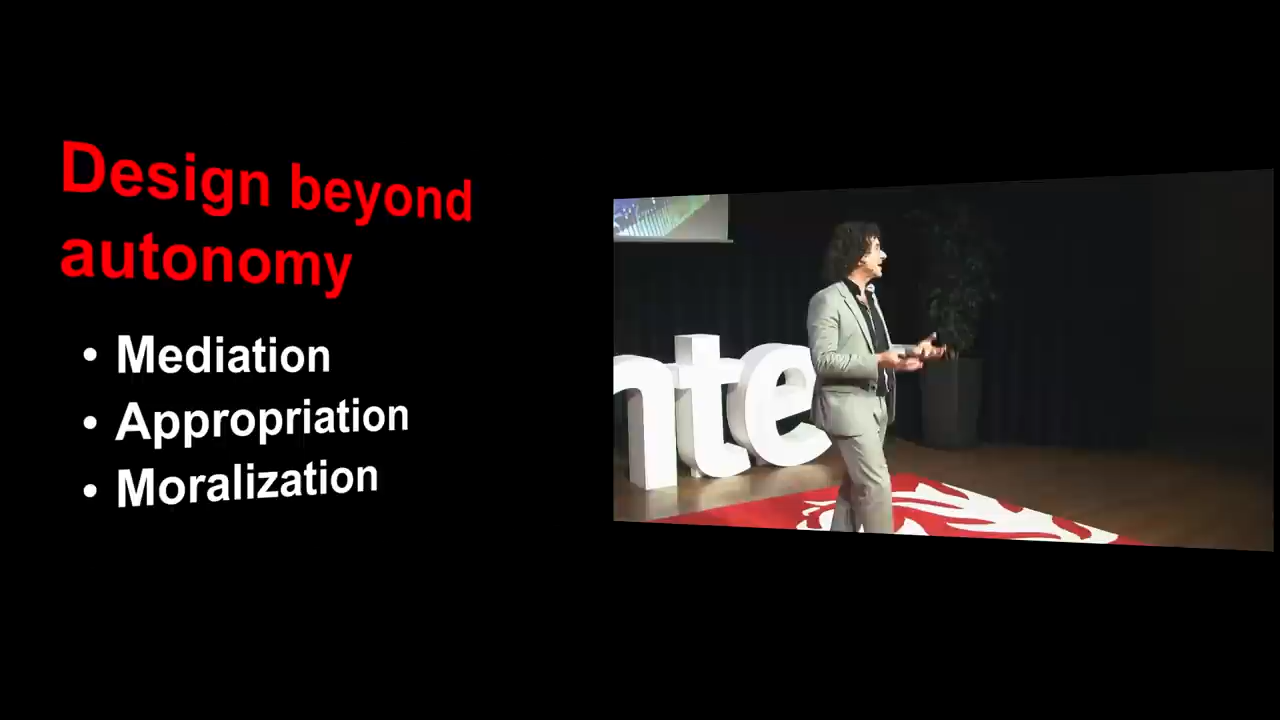 Design beyond
autonomy
• Mediation
• Appropriation
• Moralization
nte